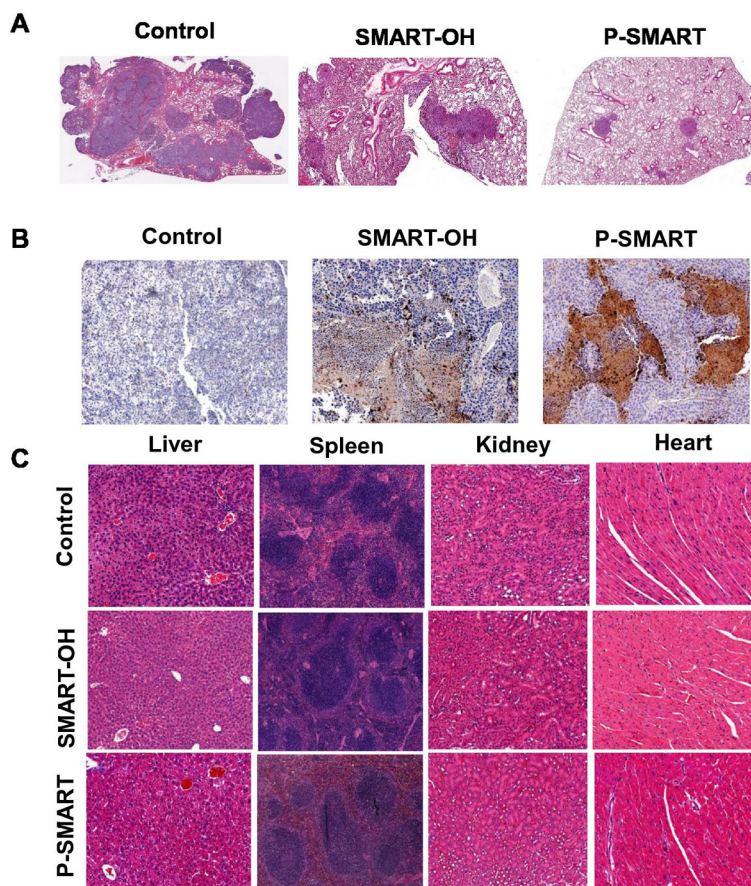 A
Control SMART-OH P-SMART
B
Control SMART-OH P-SMART
C
Liver Spleen Kidney Heart
Control
SMART-OH
P-SMART